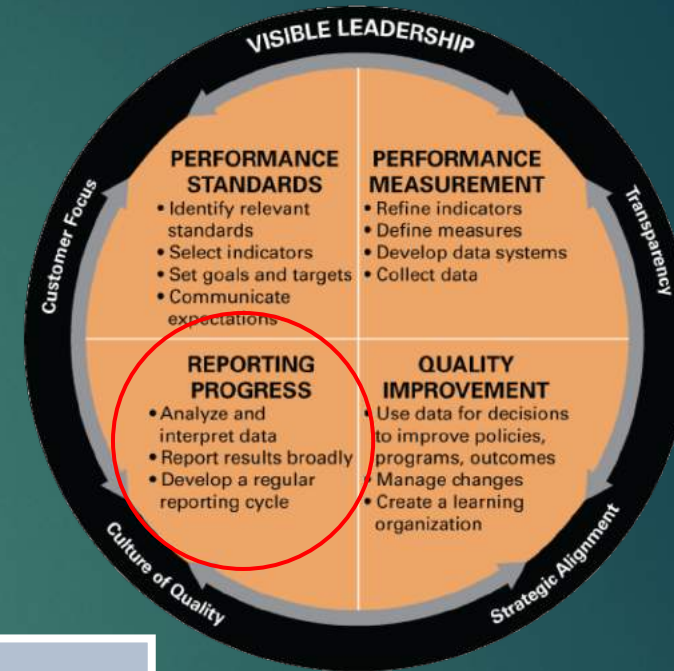 VISIBLE LEADERSHIP
Customer Focus
Transparency
PERFORMANCE
STANDARDS
• Identify relevant
standards
• Select indicators
• Set goals and targets
• Communicate
expectations
PERFORMANCE
MEASUREMENT
• Refine indicators
• Define measures
• Develop data systems
• Collect data
REPORTING
PROGRESS
• Analyze and
interpret data
• Report results broadly
• Develop a regular
reporting cycle
QUALITY
IMPROVEMENT
• Use data for decisions
to improve policies,
programs, outcomes
• Manage changes
• Create a learning
organization
Culture of Quality
Strategic Alignment